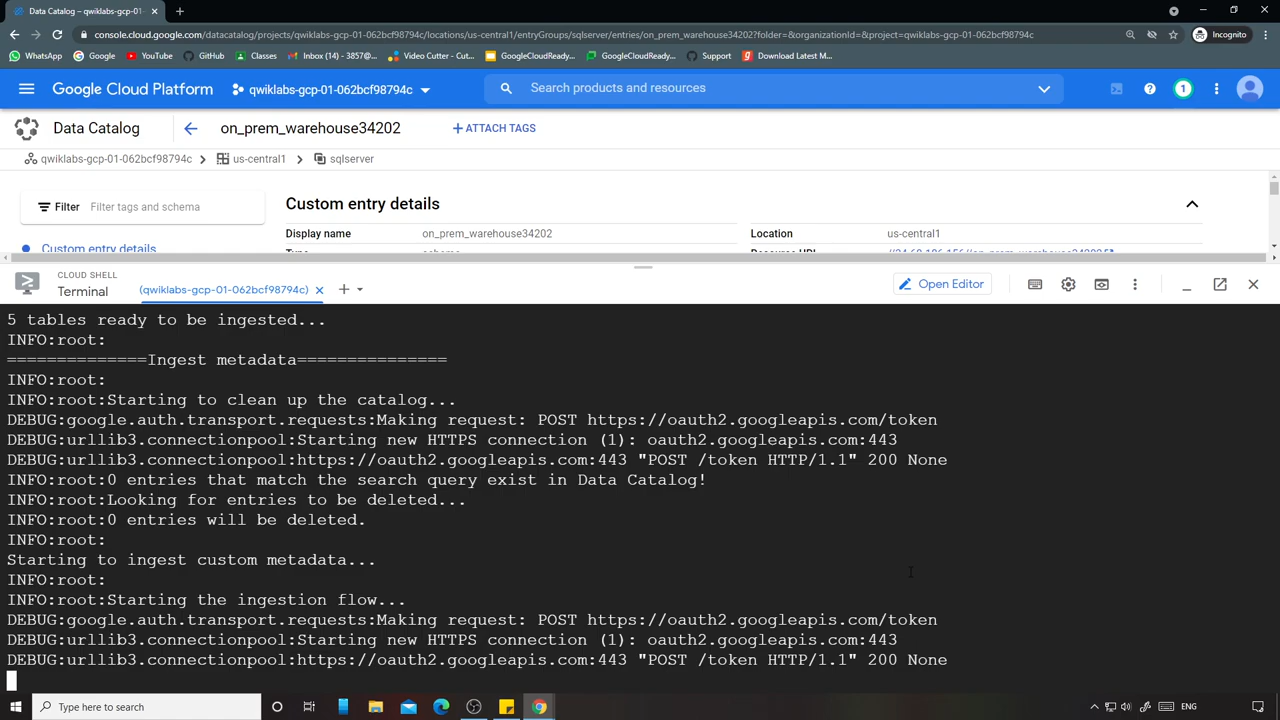 Data Catalog – qwiklabs-gcp-01-
console.cloud.google.com/datacatalog/projects/qwiklabs-gcp-01-062bcf98794c/locations/us-central1/entryGroups/sqlserver/entries/on_prem_warehouse34202?folder=&organizationId=&project=qwiklabs-gcp-01-062bcf98794c
Incognito
WhatsApp Google YouTube GitHub Classes Inbox (4106) - 3857@... Video Cutter - Cut... GoogleCloudReady... GoogleCloudReady... Support Download Latest M...
Google Cloud Platform qwiklabs-gcp-01-062bcf98794c Search products and resources 1
Data Catalog on_prem_warehouse34202 ATTACH TAGS
qwiklabs-gcp-01-062bcf98794c us-central1 sqlserver
Filter Filter tags and schema
Custom entry details
Display name on_prem_warehouse34202 Location us-central1
Custom entry details
CLOUD SHELL
Terminal (qwiklabs-gcp-01-062bcf98794c) Open Editor
5 tables ready to be ingested...
INFO:root:
==============Ingest metadata===============
INFO:root:
INFO:root:Starting to clean up the catalog...
DEBUG:google.auth.transport.requests:Making request: POST https://oauth2.googleapis.com/token
DEBUG:urllib3.connectionpool:Starting new HTTPS connection (1): oauth2.googleapis.com:443
DEBUG:urllib3.connectionpool:https://oauth2.googleapis.com:443 "POST /token HTTP/1.1" 200 None
INFO:root:0 entries that match the search query exist in Data Catalog!
INFO:root:Looking for entries to be deleted...
INFO:root:0 entries will be deleted.
INFO:root:
Starting to ingest custom metadata...
INFO:root:
INFO:root:Starting the ingestion flow...
DEBUG:google.auth.transport.requests:Making request: POST https://oauth2.googleapis.com/token
DEBUG:urllib3.connectionpool:Starting new HTTPS connection (1): oauth2.googleapis.com:443
DEBUG:urllib3.connectionpool:https://oauth2.googleapis.com:443 "POST /token HTTP/1.1" 200 None
Type here to search ENG